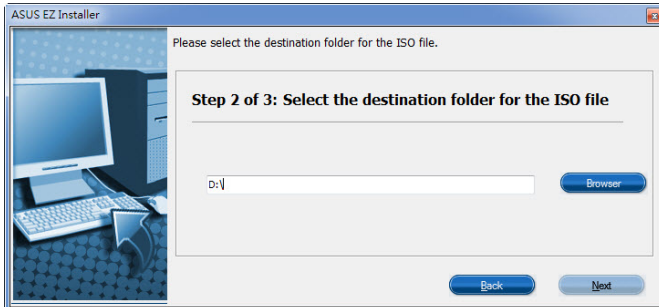 ASUS EZ Installer
Please select the destination folder for the ISO file.
Step 2 of 3: Select the destination folder for the ISO file
D:\
Browser
Back
Next